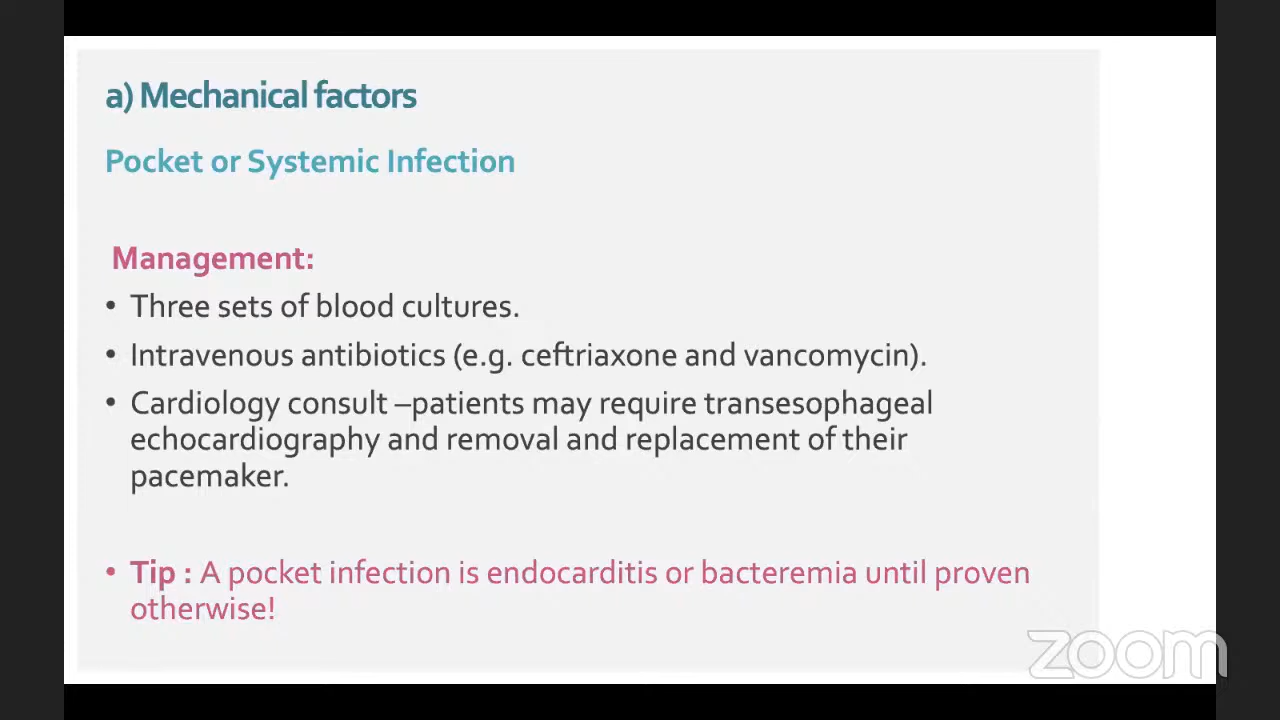 a) Mechanical factors
Pocket or Systemic Infection
Management:
• Three sets of blood cultures.
• Intravenous antibiotics (e.g. ceftriaxone and vancomycin).
• Cardiology consult –patients may require transesophageal
echocardiography and removal and replacement of their
pacemaker.
• Tip : A pocket infection is endocarditis or bacteremia until proven
otherwise!
zoom